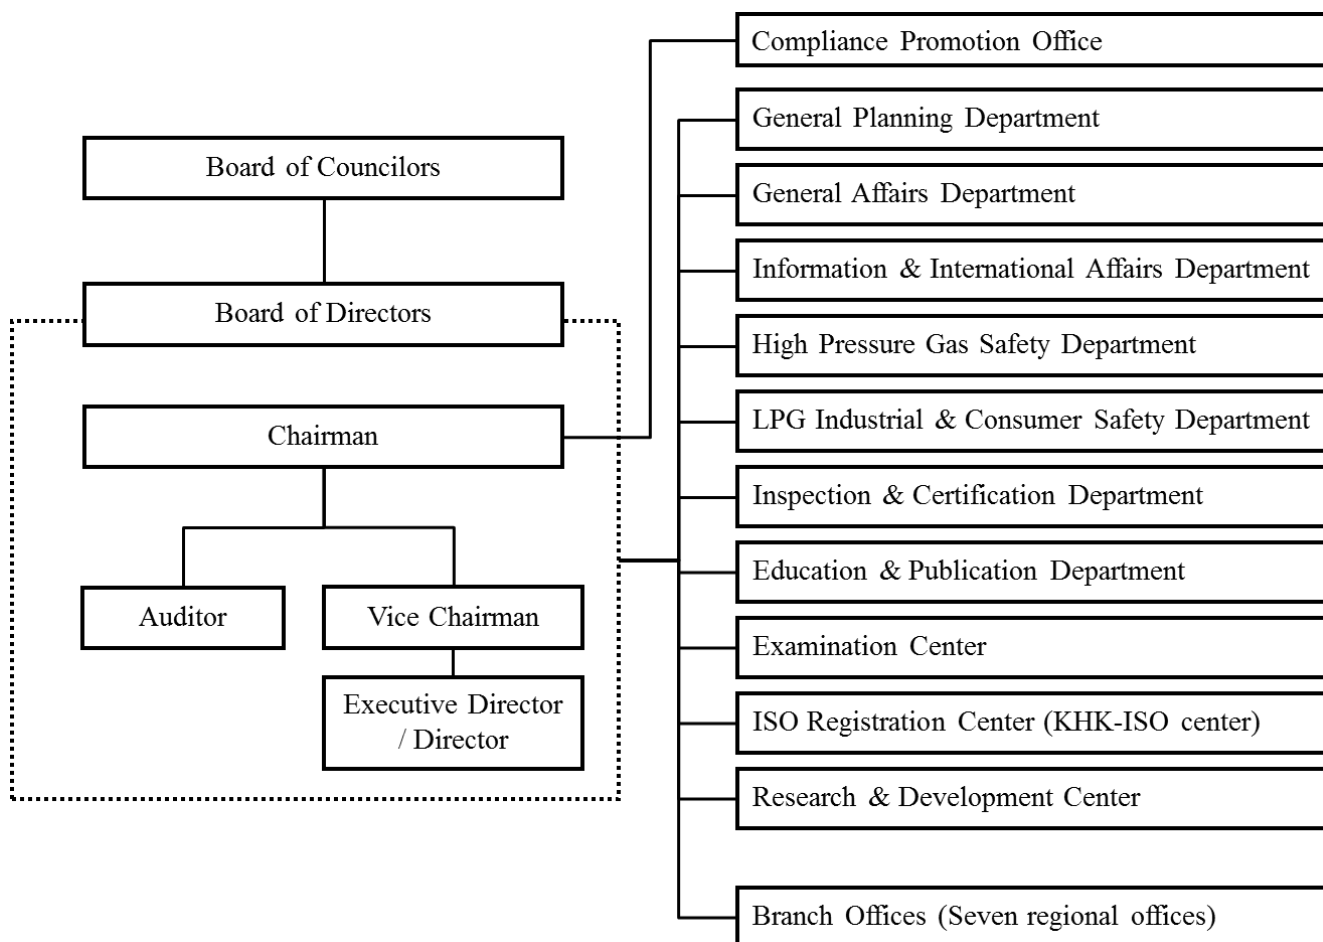 Board of Councilors
Board of Directors
Chairman
Auditor
Vice Chairman
Executive Director
/ Director
Compliance Promotion Office
General Planning Department
General Affairs Department
Information & International Affairs Department
High Pressure Gas Safety Department
LPG Industrial & Consumer Safety Department
Inspection & Certification Department
Education & Publication Department
Examination Center
ISO Registration Center (KHK-ISO center)
Research & Development Center
Branch Offices (Seven regional offices)